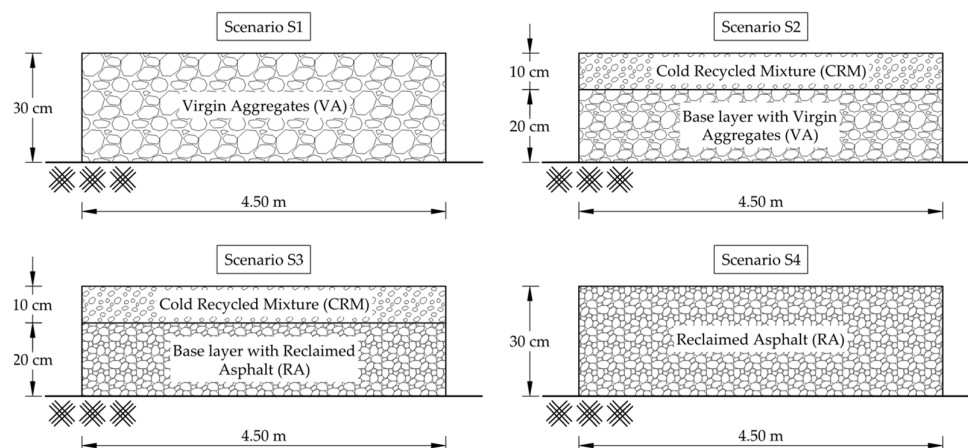 Scenario S1
30 cm
Virgin Aggregates (VA)
4.50 m
Scenario S2
10 cm
Cold Recycled Mixture (CRM)
20 cm
Base layer with Virgin
Aggregates (VA)
4.50 m
Scenario S3
10 cm
Cold Recycled Mixture (CRM)
20 cm
Base layer with Reclaimed
Asphalt (RA)
4.50 m
Scenario S4
30 cm
Reclaimed Asphalt (RA)
4.50 m